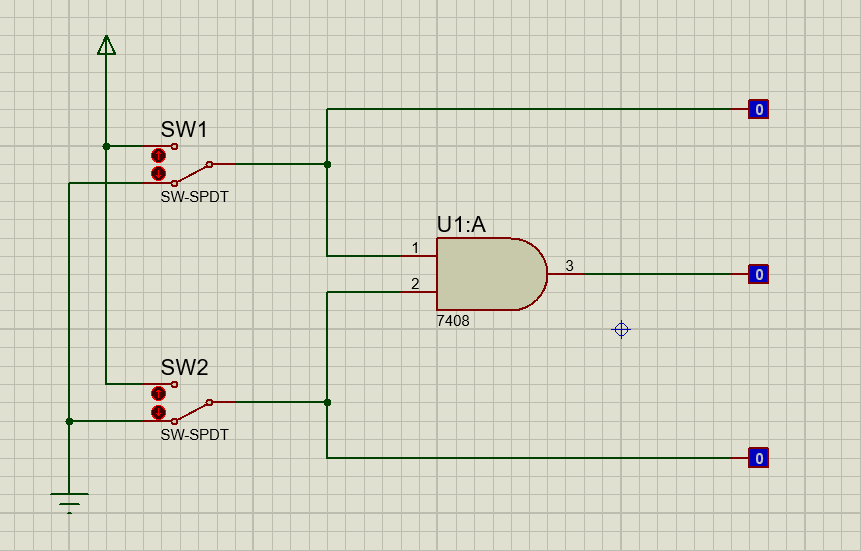 0
SW1
SW-SPDT
U1:A
1
3
0
2
7408
SW2
SW-SPDT
0